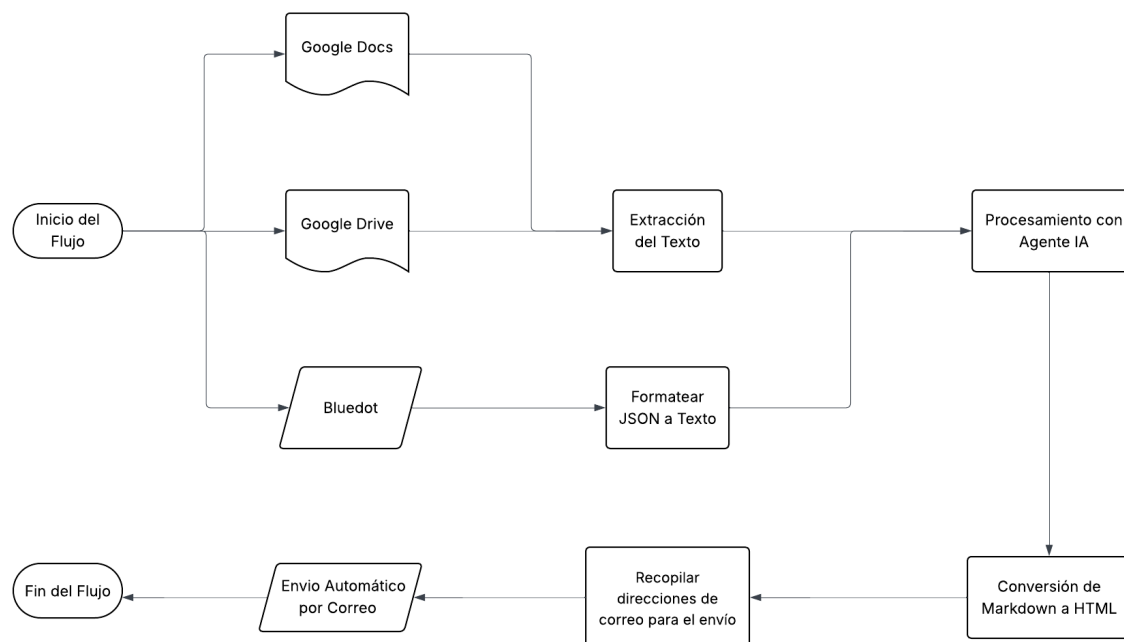 Google Docs
Inicio del
Flujo
Google Drive
Extracción
del Texto
Procesamiento con
Agente IA
Bluedot
Formatear
JSON a Texto
Fin del Flujo
Envio Automático
por Correo
Recopilar
direcciones de
correo para el envío
Conversión de
Markdown a HTML